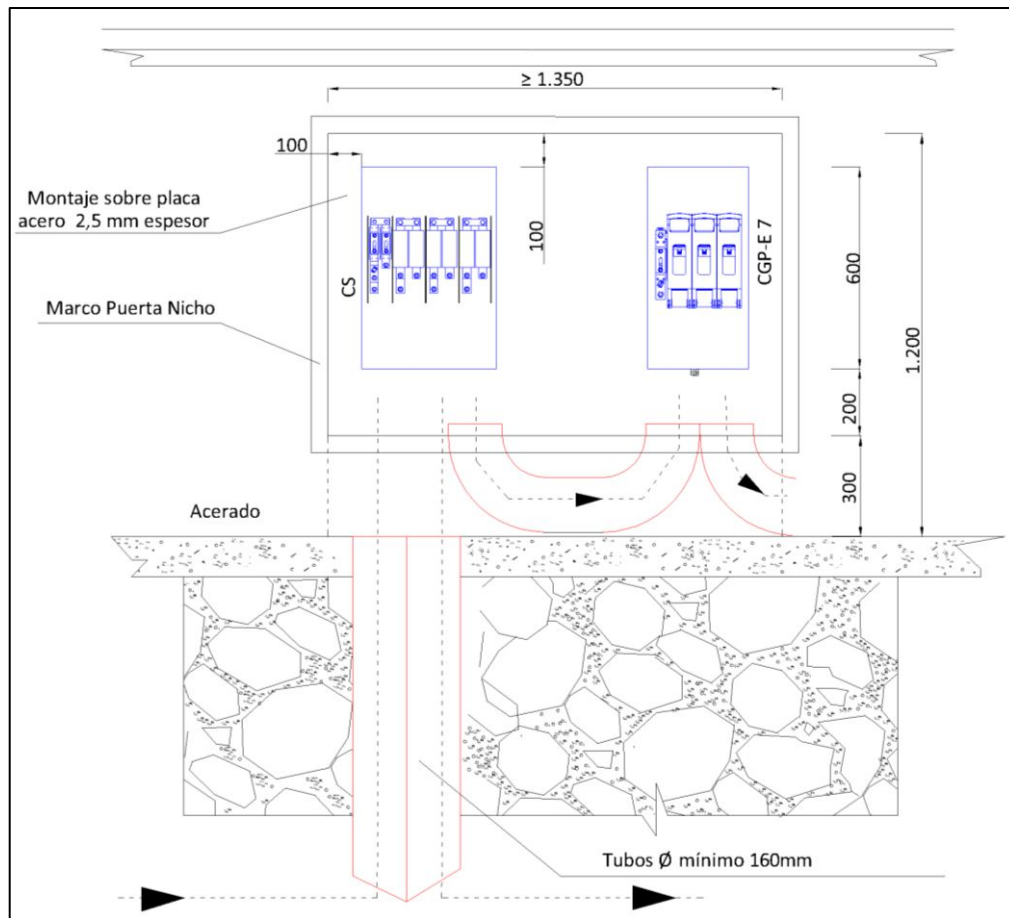 ≥ 1.350
100
Montaje sobre placa
acero 2,5 mm espesor
100
CS
CGP-E 7
600
1.200
Marco Puerta Nicho
200
300
Acerado
Tubos Ø mínimo 160mm